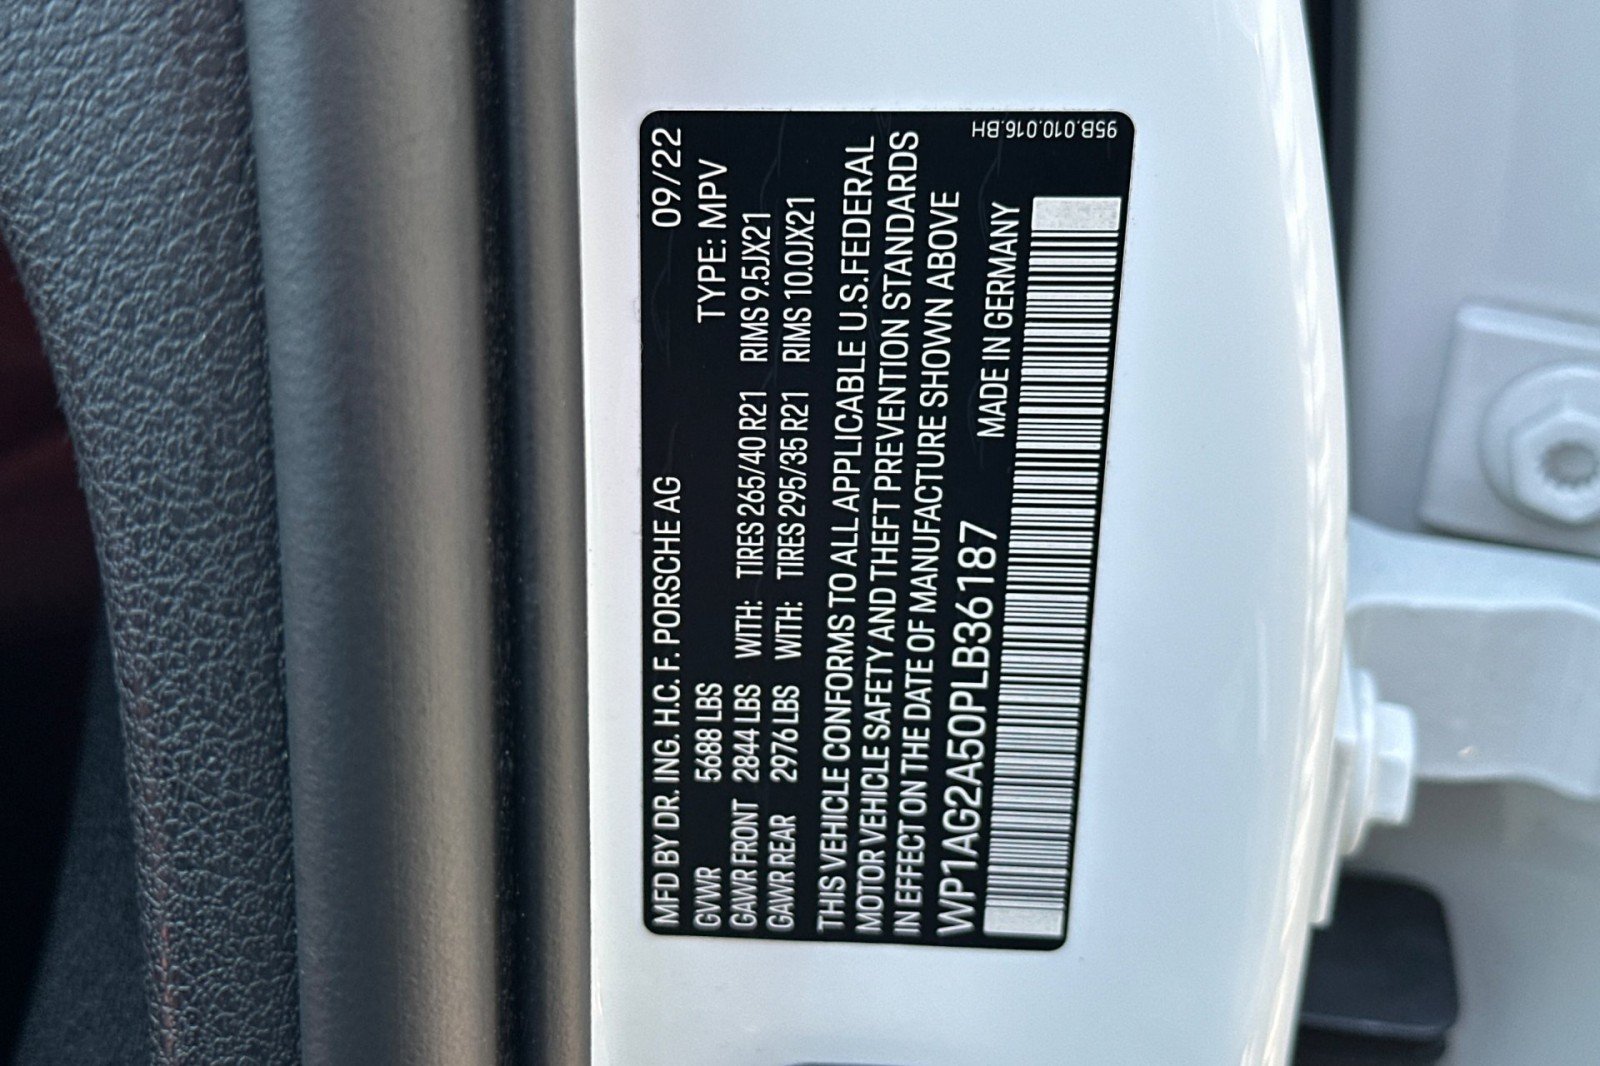 MFD BY DR. ING. H.C. F. PORSCHE AG 09/22
GVWR 5688 LBS TYPE: MPV
GAWR FRONT 2844 LBS WITH: TIRES 265/40 R21 RIMS 9.5JX21
GAWR REAR 2976 LBS WITH: TIRES 295/35 R21 RIMS 10.0JX21
THIS VEHICLE CONFORMS TO ALL APPLICABLE U.S.FEDERAL
MOTOR VEHICLE SAFETY AND THEFT PREVENTION STANDARDS
IN EFFECT ON THE DATE OF MANUFACTURE SHOWN ABOVE
WP1AG2A50PLB36187 MADE IN GERMANY
95B.010.016.BH